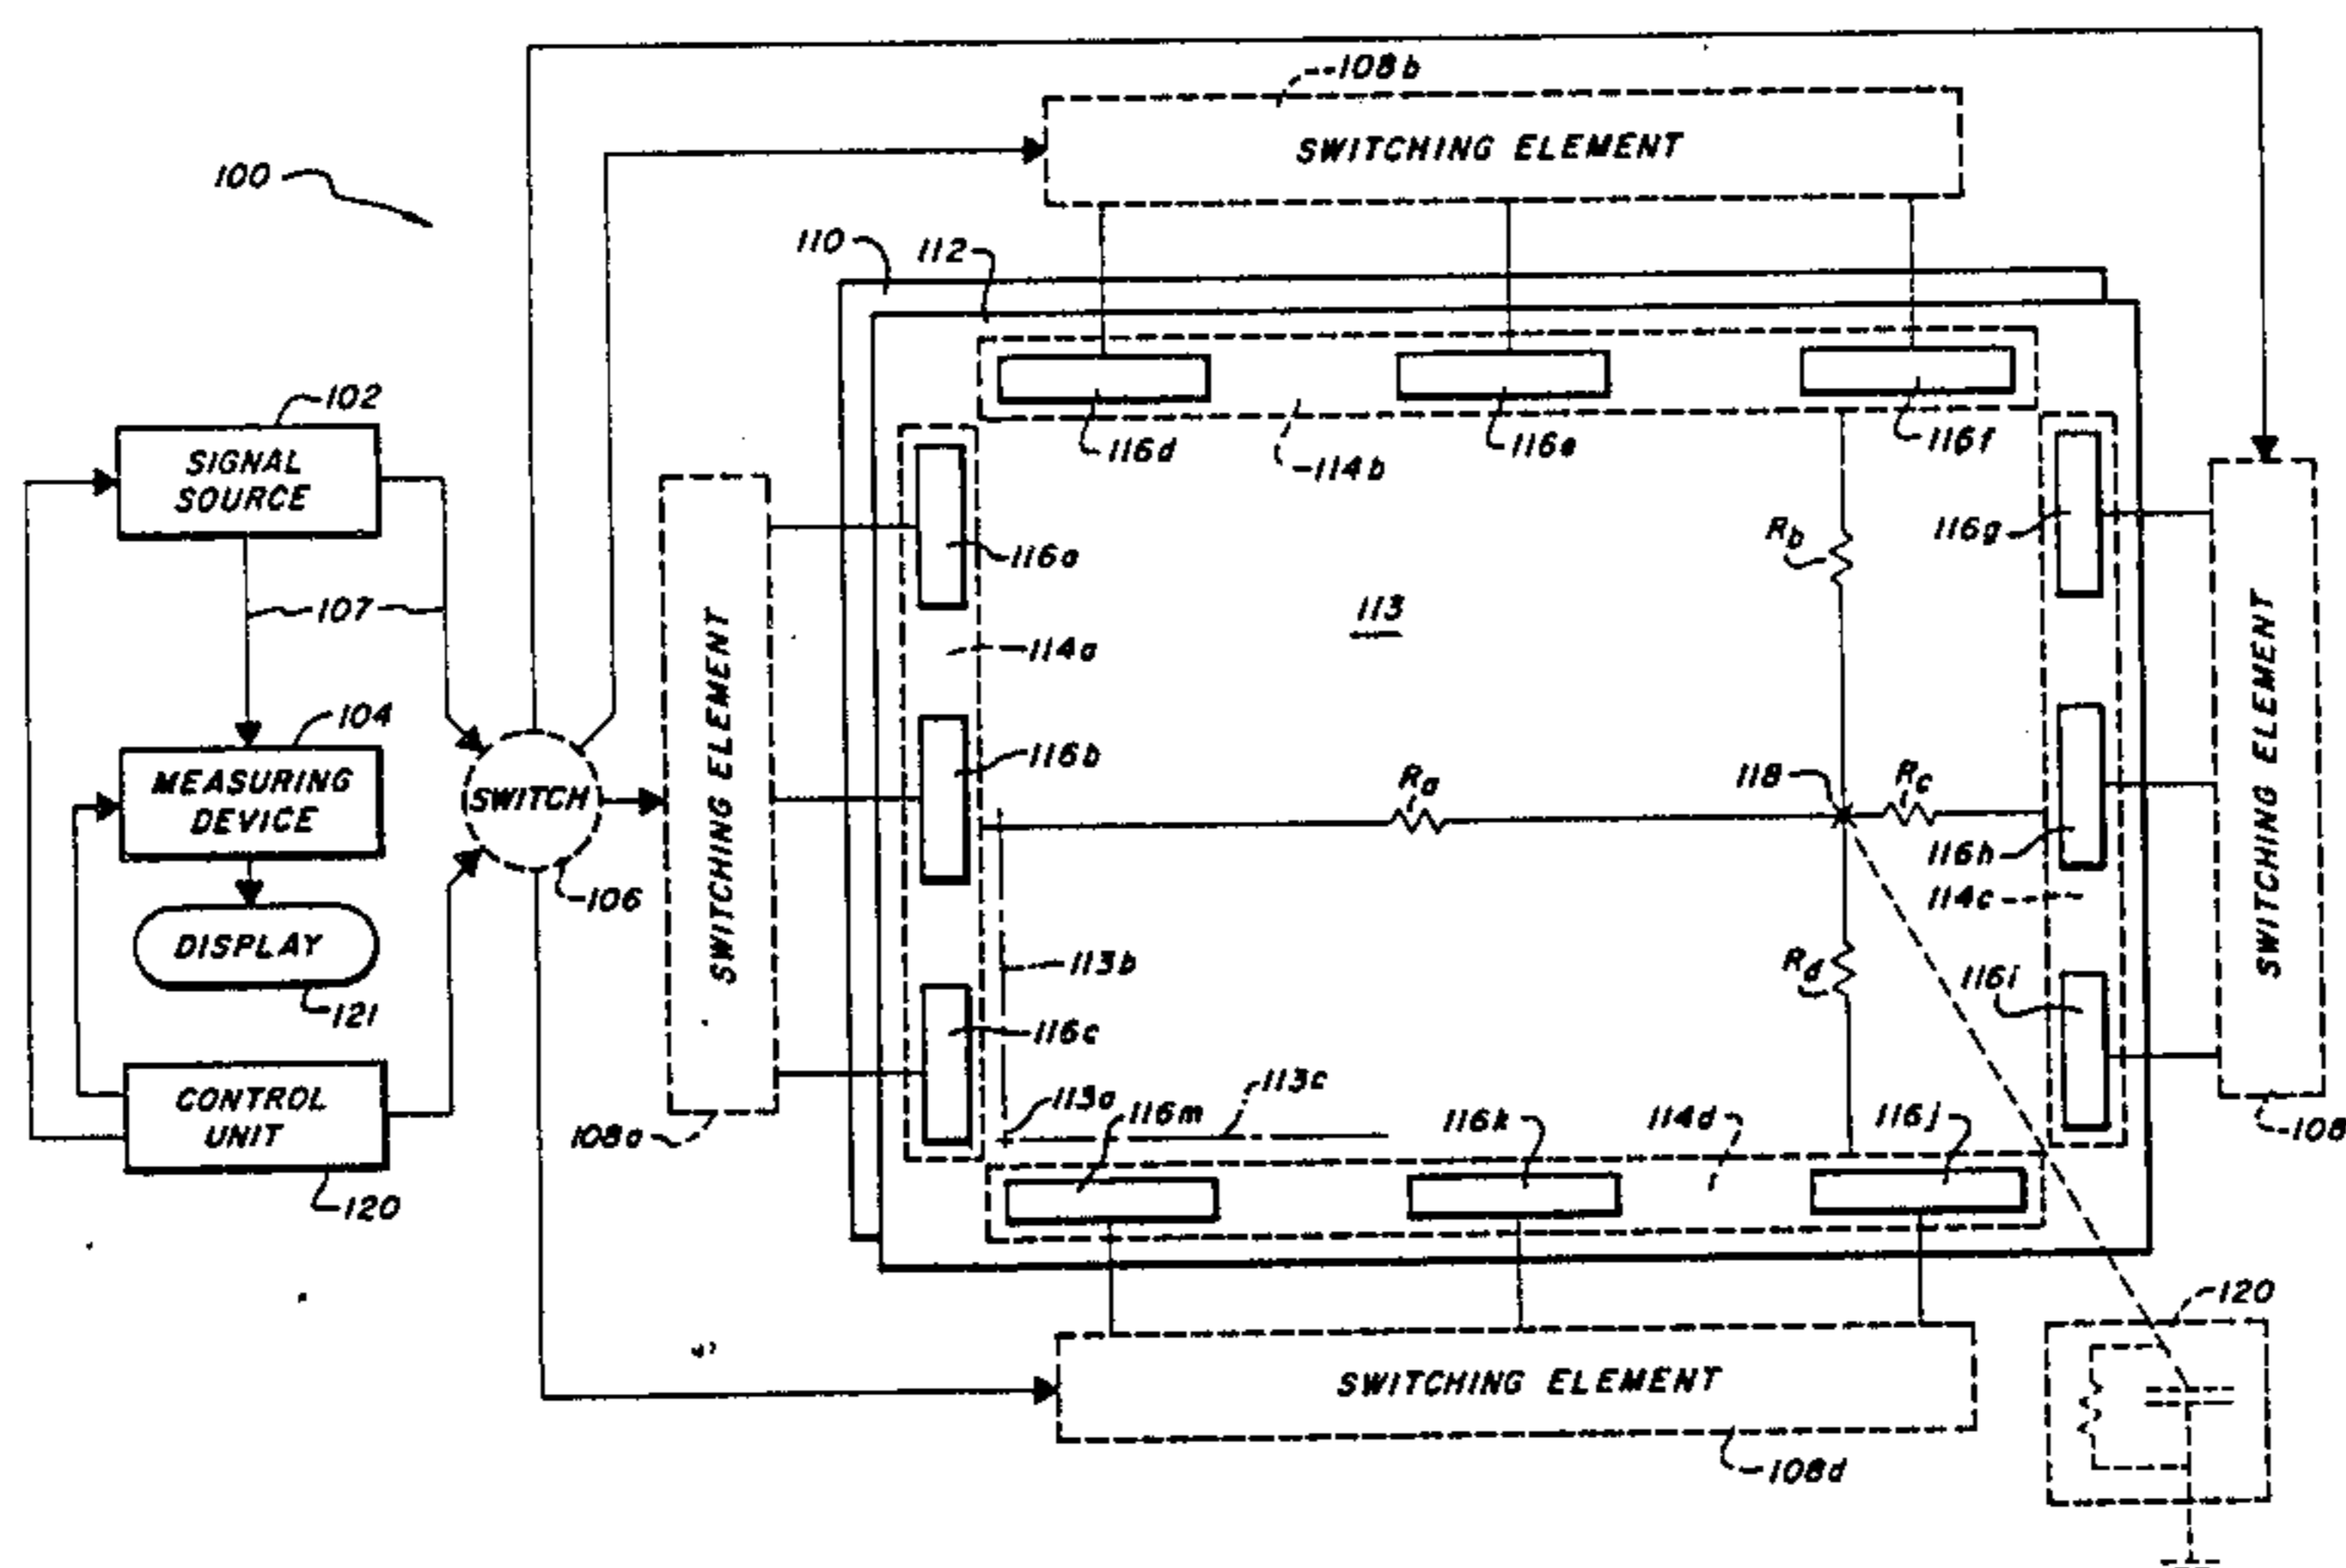 108b
SWITCHING ELEMENT
100
110
112
102
SIGNAL
SOURCE
116d
114b
116e
116f
116a
Rb
116g
107
113
114a
SWITCHING ELEMENT
SWITCHING ELEMENT
104
MEASURING
DEVICE
SWITCH
106
116b
Ra
118
Rc
116h
114c
DISPLAY
121
113b
Rd
116i
116c
CONTROL
UNIT
120
108a
113a
113c
116m
116k
114d
116j
108
120
SWITCHING ELEMENT
108d